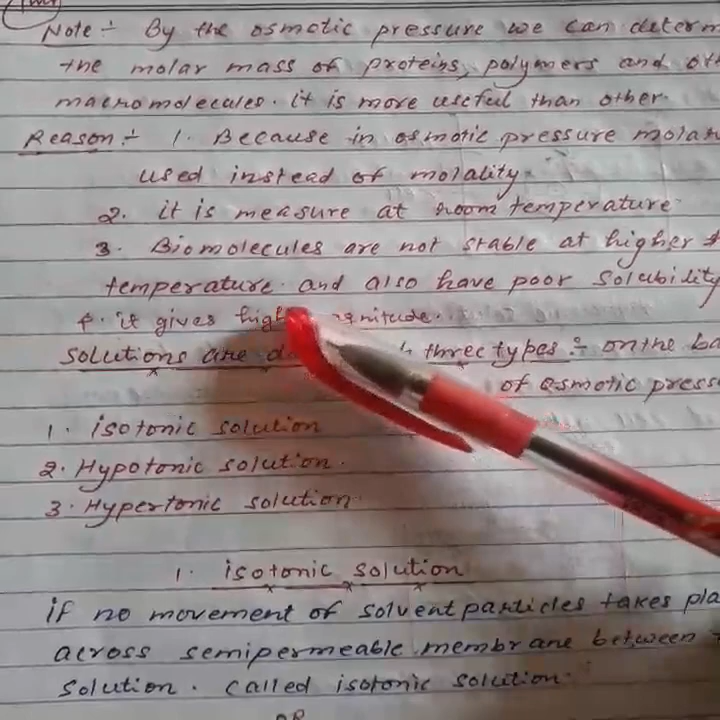 Note :- By the osmotic pressure we can determ
the molar mass of proteins, polymers and oth
macromolecules. it is more useful than other.
Reason :- 1. Because in osmotic pressure molar
used instead of molality.
2. it is measure at room temperature
3. Biomolecules are not stable at higher
temperature. and also have poor solubility
4. it gives high
solutions are three types :- on the ba
of osmotic press
1. isotonic solution
2. Hypotonic solution.
3. Hypertonic solution.
1. isotonic solution
if no movement of solvent particles takes pla
across semipermeable membrane between
solution. called isotonic solution.
OR